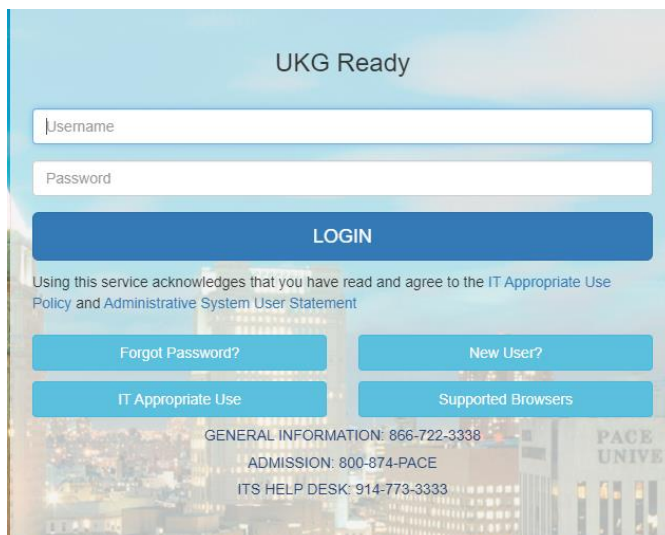 UKG Ready
Username
Password
LOGIN
Using this service acknowledges that you have read and agree to the IT Appropriate Use
Policy and Administrative System User Statement
Forgot Password?
New User?
IT Appropriate Use
Supported Browsers
GENERAL INFORMATION: 866-722-3338
ADMISSION: 800-874-PACE
ITS HELP DESK: 914-773-3333
PACE
UNIVE